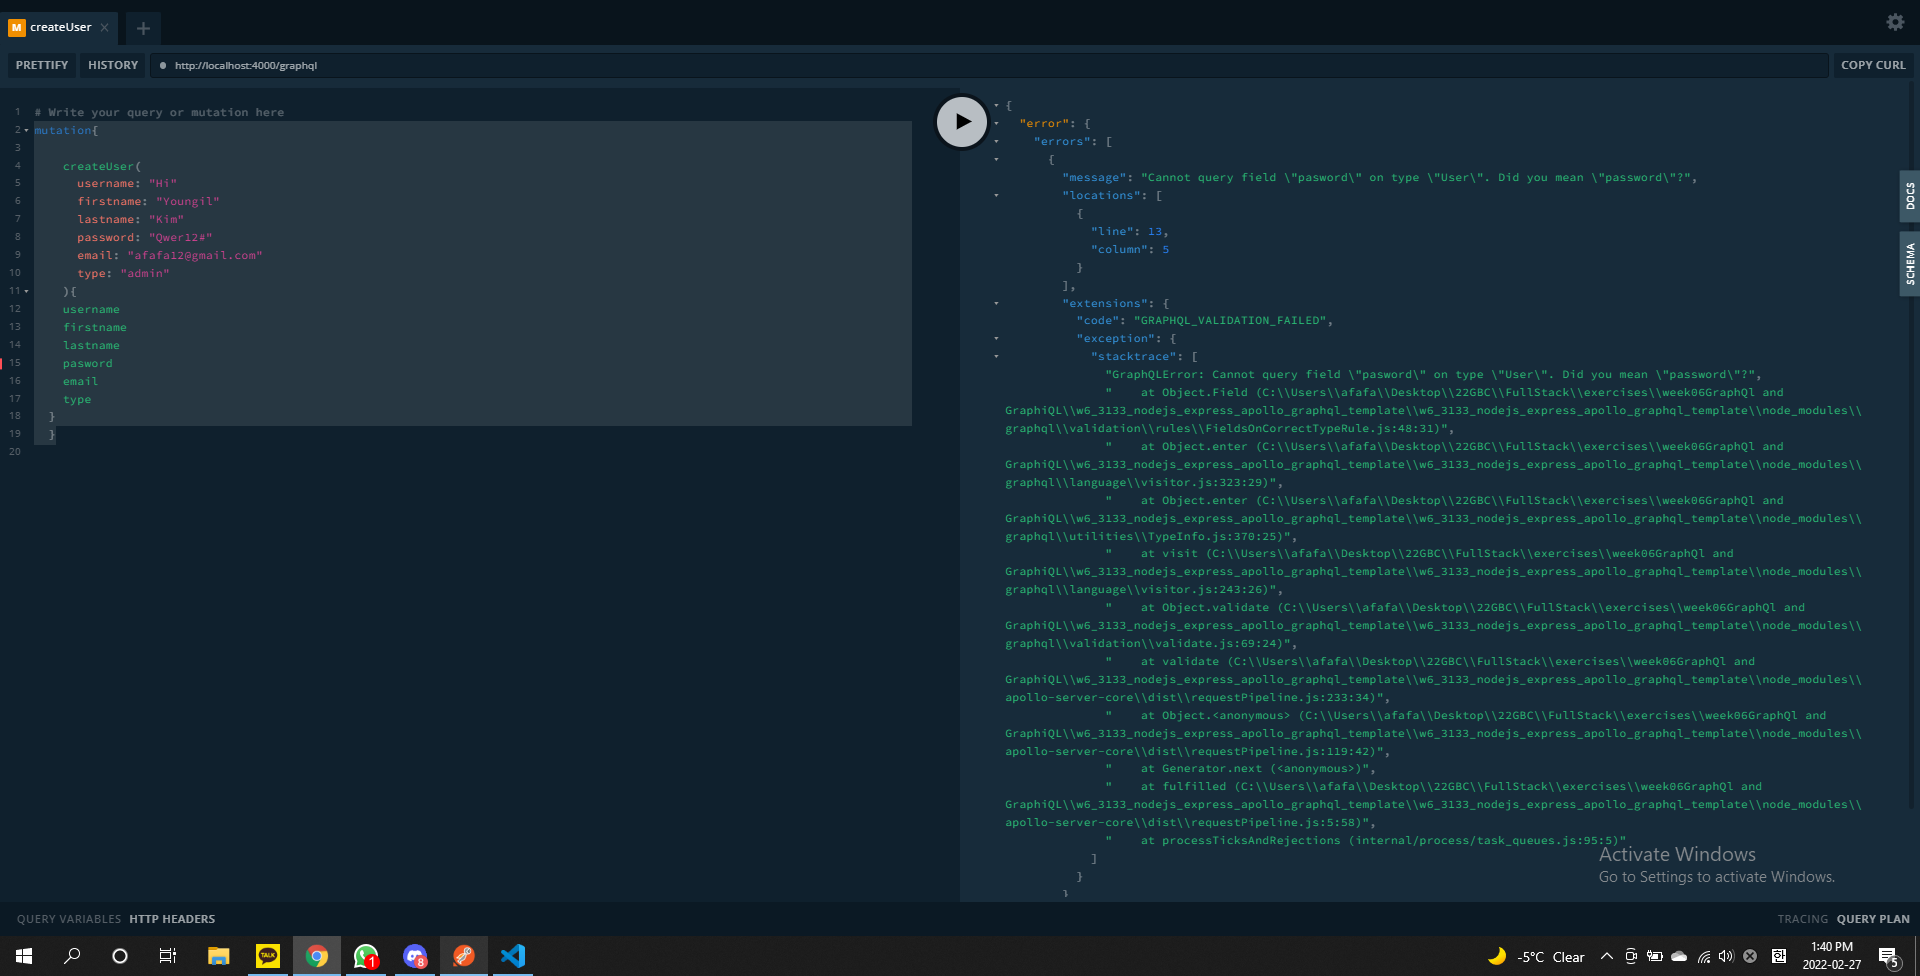 M createUser
PRETTIFY HISTORY http://localhost:4000/graphql COPY CURL
1 # Write your query or mutation here
2 mutation{
3
4 createUser(
5 username: "Hi"
6 firstname: "Youngil"
7 lastname: "Kim"
8 password: "Qwer12#"
9 email: "afafa12@gmail.com"
10 type: "admin"
11 ){
12 username
13 firstname
14 lastname
15 pasword
16 email
17 type
18 }
19 }
20
{
"error": {
"errors": [
{
"message": "Cannot query field \"pasword\" on type \"User\". Did you mean \"password\"?",
"locations": [
{
"line": 13,
"column": 5
}
],
"extensions": {
"code": "GRAPHQL_VALIDATION_FAILED",
"exception": {
"stacktrace": [
"GraphQLError: Cannot query field \"pasword\" on type \"User\". Did you mean \"password\"?",
"    at Object.Field (C:\\Users\\afafa\\Desktop\\22GBC\\FullStack\\exercises\\week06GraphQl and
GraphiQL\\w6_3133_nodejs_express_apollo_graphql_template\\w6_3133_nodejs_express_apollo_graphql_template\\node_modules\\
graphql\\validation\\rules\\FieldsOnCorrectTypeRule.js:48:31)",
"    at Object.enter (C:\\Users\\afafa\\Desktop\\22GBC\\FullStack\\exercises\\week06GraphQl and
GraphiQL\\w6_3133_nodejs_express_apollo_graphql_template\\w6_3133_nodejs_express_apollo_graphql_template\\node_modules\\
graphql\\language\\visitor.js:323:29)",
"    at Object.enter (C:\\Users\\afafa\\Desktop\\22GBC\\FullStack\\exercises\\week06GraphQl and
GraphiQL\\w6_3133_nodejs_express_apollo_graphql_template\\w6_3133_nodejs_express_apollo_graphql_template\\node_modules\\
graphql\\utilities\\TypeInfo.js:370:25)",
"    at visit (C:\\Users\\afafa\\Desktop\\22GBC\\FullStack\\exercises\\week06GraphQl and
GraphiQL\\w6_3133_nodejs_express_apollo_graphql_template\\w6_3133_nodejs_express_apollo_graphql_template\\node_modules\\
graphql\\language\\visitor.js:243:26)",
"    at Object.validate (C:\\Users\\afafa\\Desktop\\22GBC\\FullStack\\exercises\\week06GraphQl and
GraphiQL\\w6_3133_nodejs_express_apollo_graphql_template\\w6_3133_nodejs_express_apollo_graphql_template\\node_modules\\
graphql\\validation\\validate.js:69:24)",
"    at validate (C:\\Users\\afafa\\Desktop\\22GBC\\FullStack\\exercises\\week06GraphQl and
GraphiQL\\w6_3133_nodejs_express_apollo_graphql_template\\w6_3133_nodejs_express_apollo_graphql_template\\node_modules\\
apollo-server-core\\dist\\requestPipeline.js:233:34)",
"    at Object.<anonymous> (C:\\Users\\afafa\\Desktop\\22GBC\\FullStack\\exercises\\week06GraphQl and
GraphiQL\\w6_3133_nodejs_express_apollo_graphql_template\\w6_3133_nodejs_express_apollo_graphql_template\\node_modules\\
apollo-server-core\\dist\\requestPipeline.js:119:42)",
"    at Generator.next (<anonymous>)",
"    at fulfilled (C:\\Users\\afafa\\Desktop\\22GBC\\FullStack\\exercises\\week06GraphQl and
GraphiQL\\w6_3133_nodejs_express_apollo_graphql_template\\w6_3133_nodejs_express_apollo_graphql_template\\node_modules\\
apollo-server-core\\dist\\requestPipeline.js:5:58)",
"    at processTicksAndRejections (internal/process/task_queues.js:95:5)"
]
}
}
DOCS
SCHEMA
Activate Windows
Go to Settings to activate Windows.
QUERY VARIABLES HTTP HEADERS TRACING QUERY PLAN
TALK 1 8 -5°C Clear 1:40 PM
2022-02-27 5